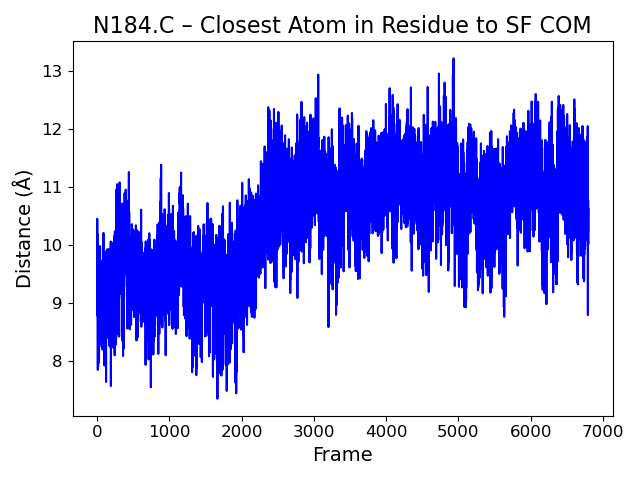 N184.C – Closest Atom in Residue to SF COM
Distance (Å)
13
12
11
10
9
8
0 1000 2000 3000 4000 5000 6000 7000
Frame